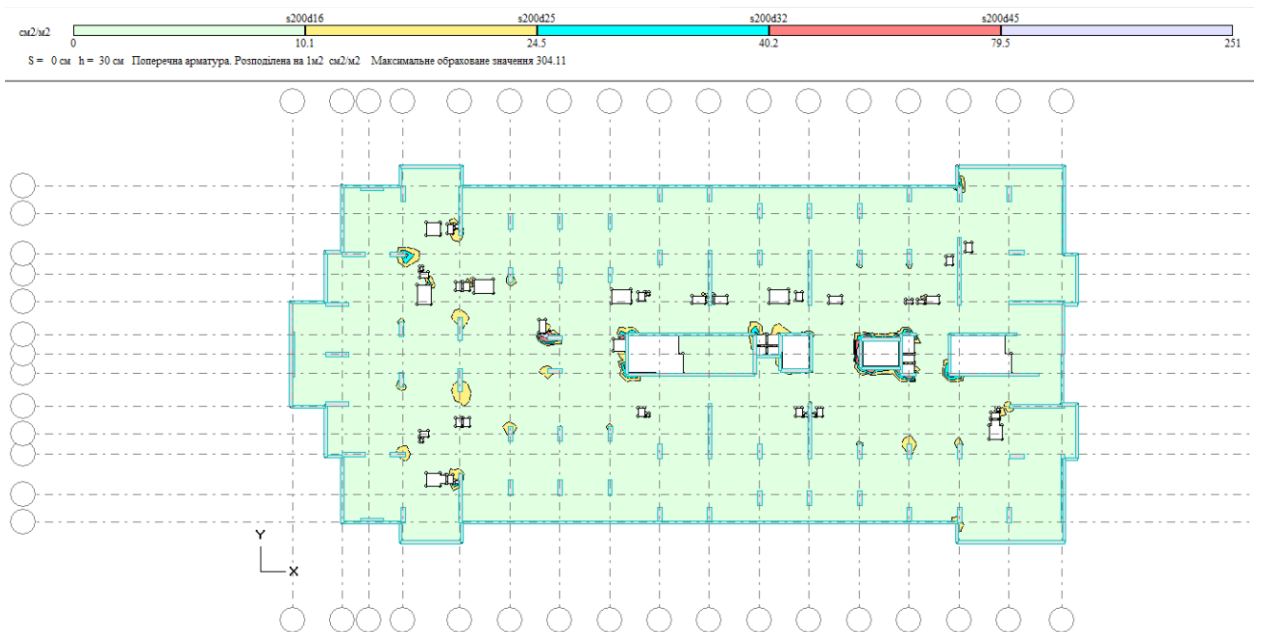 s200d16 s200d25 s200d32 s200d45
см2/м2
0 10.1 24.5 40.2 79.5 251
S = 0 см h = 30 см Поперечна арматура. Розподілена на 1м2 см2/м2 Максимальне обраховане значення 304.11
Y
X